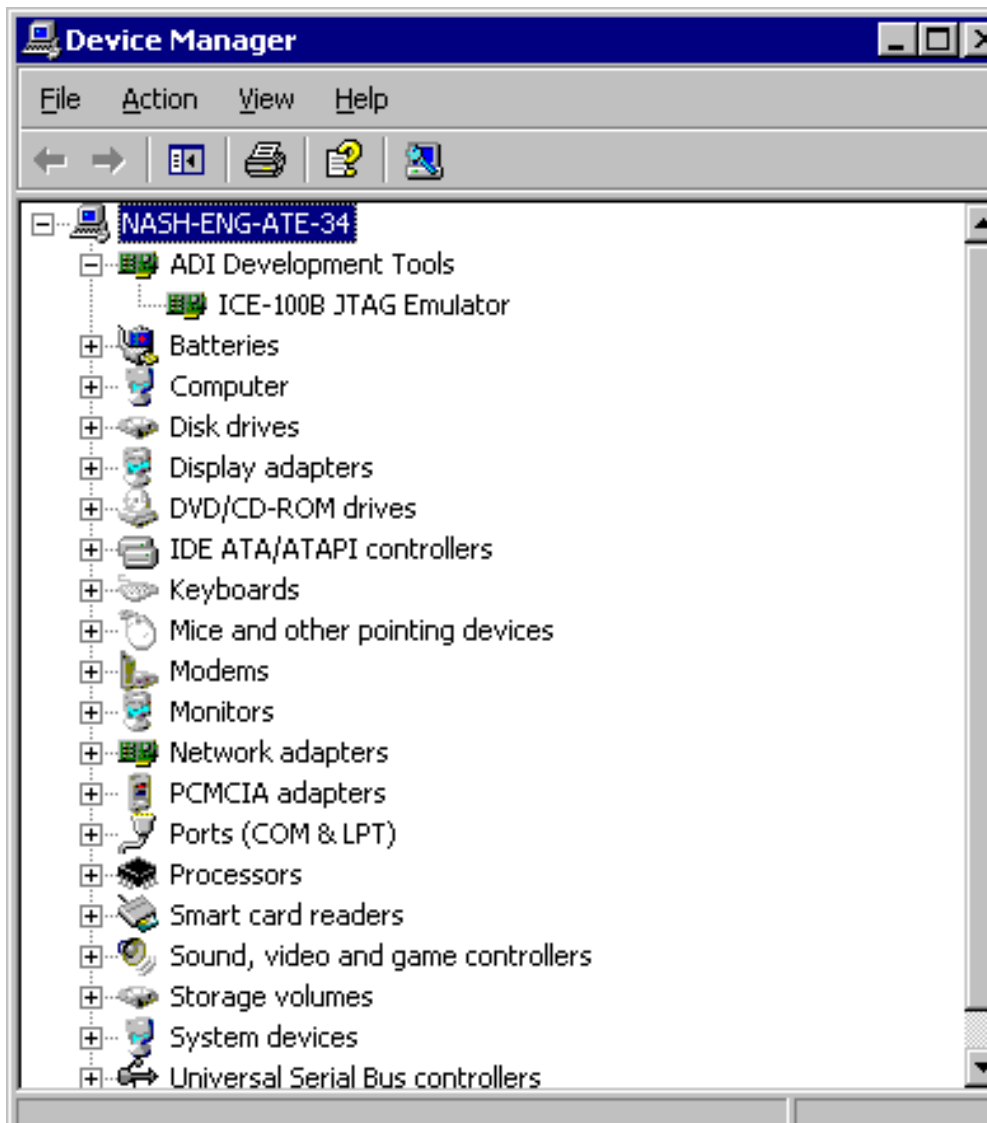 Device Manager
File Action View Help
NASH-ENG-ATE-34
ADI Development Tools
ICE-100B JTAG Emulator
Batteries
Computer
Disk drives
Display adapters
DVD/CD-ROM drives
IDE ATA/ATAPI controllers
Keyboards
Mice and other pointing devices
Modems
Monitors
Network adapters
PCMCIA adapters
Ports (COM & LPT)
Processors
Smart card readers
Sound, video and game controllers
Storage volumes
System devices
Universal Serial Bus controllers